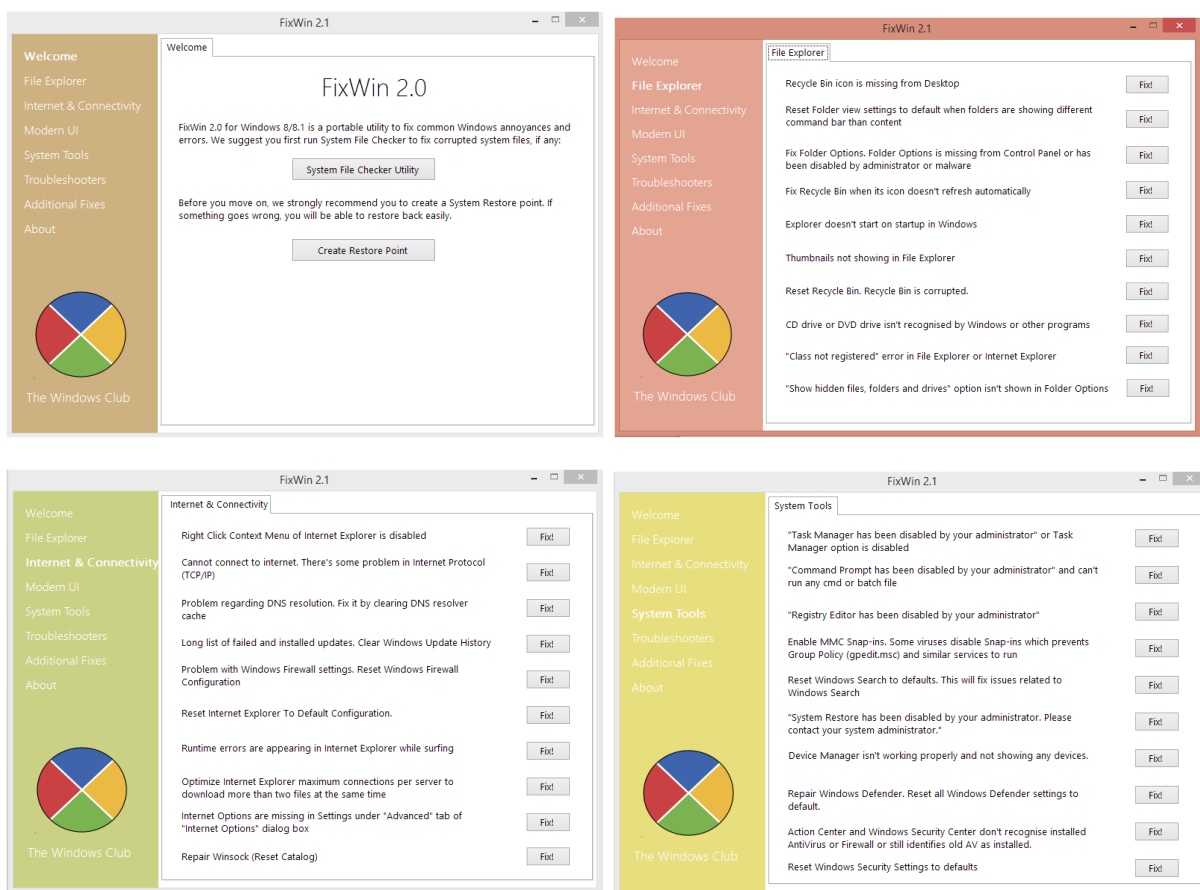 FixWin 2.1
Welcome
File Explorer
Internet & Connectivity
Modern UI
System Tools
Troubleshooters
Additional Fixes
About
The Windows Club
Welcome
FixWin 2.0
FixWin 2.0 for Windows 8/8.1 is a portable utility to fix common Windows annoyances and
errors. We suggest you first run System File Checker to fix corrupted system files, if any:
System File Checker Utility
Before you move on, we strongly recommend you to create a System Restore point. If
something goes wrong, you will be able to restore back easily.
Create Restore Point
FixWin 2.1
Welcome
File Explorer
Internet & Connectivity
Modern UI
System Tools
Troubleshooters
Additional Fixes
About
The Windows Club
File Explorer
Recycle Bin icon is missing from Desktop
Fix!
Reset Folder view settings to default when folders are showing different
command bar than content
Fix!
Fix Folder Options. Folder Options is missing from Control Panel or has
been disabled by administrator or malware
Fix!
Fix Recycle Bin when its icon doesn't refresh automatically
Fix!
Explorer doesn't start on startup in Windows
Fix!
Thumbnails not showing in File Explorer
Fix!
Reset Recycle Bin. Recycle Bin is corrupted.
Fix!
CD drive or DVD drive isn't recognised by Windows or other programs
Fix!
"Class not registered" error in File Explorer or Internet Explorer
Fix!
"Show hidden files, folders and drives" option isn't shown in Folder Options
Fix!
FixWin 2.1
Welcome
File Explorer
Internet & Connectivity
Modern UI
System Tools
Troubleshooters
Additional Fixes
About
The Windows Club
Internet & Connectivity
Right Click Context Menu of Internet Explorer is disabled
Fix!
Cannot connect to internet. There's some problem in Internet Protocol
(TCP/IP)
Fix!
Problem regarding DNS resolution. Fix it by clearing DNS resolver
cache
Fix!
Long list of failed and installed updates. Clear Windows Update History
Fix!
Problem with Windows Firewall settings. Reset Windows Firewall
Configuration
Fix!
Reset Internet Explorer To Default Configuration.
Fix!
Runtime errors are appearing in Internet Explorer while surfing
Fix!
Optimize Internet Explorer maximum connections per server to
download more than two files at the same time
Fix!
Internet Options are missing in Settings under "Advanced" tab of
"Internet Options" dialog box
Fix!
Repair Winsock (Reset Catalog)
Fix!
FixWin 2.1
Welcome
File Explorer
Internet & Connectivity
Modern UI
System Tools
Troubleshooters
Additional Fixes
About
The Windows Club
System Tools
"Task Manager has been disabled by your administrator" or Task
Manager option is disabled
Fix!
"Command Prompt has been disabled by your administrator" and can't
run any cmd or batch file
Fix!
"Registry Editor has been disabled by your administrator"
Fix!
Enable MMC Snap-ins. Some viruses disable Snap-ins which prevents
Group Policy (gpedit.msc) and similar services to run
Fix!
Reset Windows Search to defaults. This will fix issues related to
Windows Search
Fix!
"System Restore has been disabled by your administrator. Please
contact your system administrator."
Fix!
Device Manager isn't working properly and not showing any devices.
Fix!
Repair Windows Defender. Reset all Windows Defender settings to
default.
Fix!
Action Center and Windows Security Center don't recognise installed
AntiVirus or Firewall or still identifies old AV as installed.
Fix!
Reset Windows Security Settings to defaults
Fix!